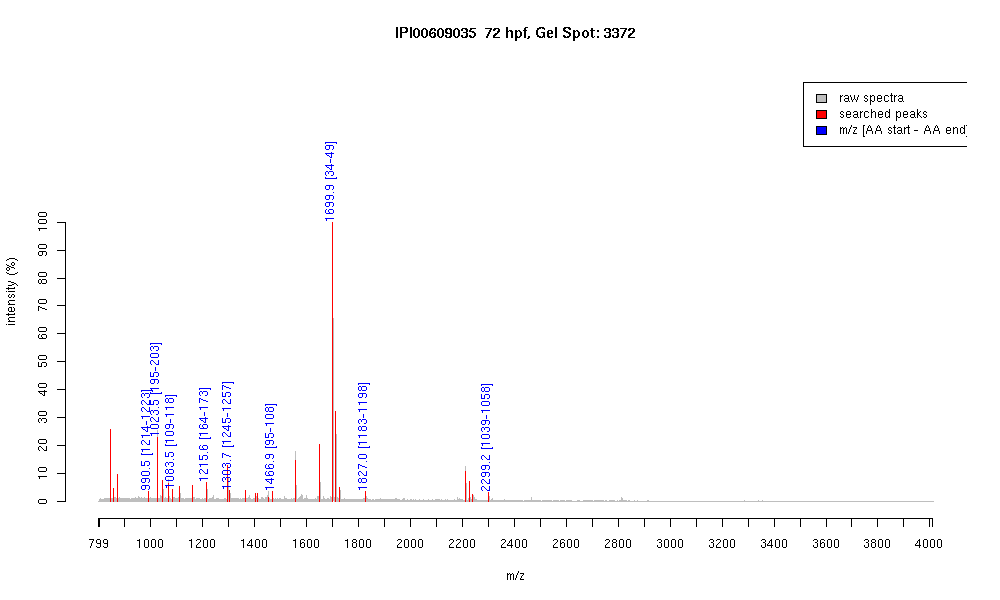 IPI00609035 72 hpf, Gel Spot: 3372
raw spectra
searched peaks
m/z [AA start - AA end]
intensity (%)
100
90
80
70
60
50
40
30
20
10
0
990.5 [1214-1223]
1023.5 [195-203]
1083.5 [109-118]
1215.6 [164-173]
1303.7 [1245-1257]
1466.9 [95-108]
1699.9 [34-49]
1827.0 [1183-1198]
2299.2 [1039-1058]
799 1000 1200 1400 1600 1800 2000 2200 2400 2600 2800 3000 3200 3400 3600 3800 4000
m/z